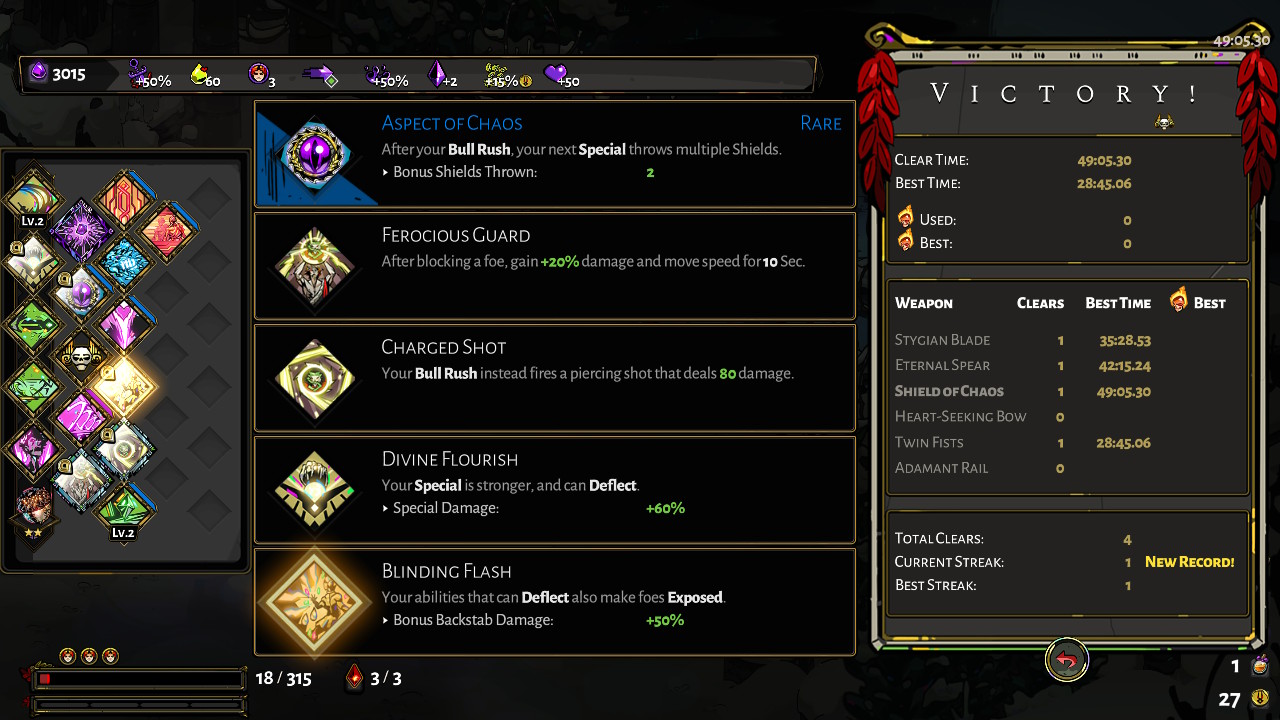 49:05.30
3015
+50%
60
3
+50%
+2
+15%
+50
VICTORY!
Lv.2
Lv.2
ASPECT OF CHAOS RARE
After your Bull Rush, your next Special throws multiple Shields.
‣ Bonus Shields Thrown: 2
FEROCIOUS GUARD
After blocking a foe, gain +20% damage and move speed for 10 Sec.
CHARGED SHOT
Your Bull Rush instead fires a piercing shot that deals 80 damage.
DIVINE FLOURISH
Your Special is stronger, and can Deflect.
‣ Special Damage: +60%
BLINDING FLASH
Your abilities that can Deflect also make foes Exposed.
‣ Bonus Backstab Damage: +50%
18 / 315
3 / 3
CLEAR TIME: 49:05.30
BEST TIME: 28:45.06
USED: 0
BEST: 0
WEAPON CLEARS BEST TIME BEST
STYGIAN BLADE 1 35:28.53
ETERNAL SPEAR 1 42:15.24
SHIELD OF CHAOS 1 49:05.30
HEART-SEEKING BOW 0
TWIN FISTS 1 28:45.06
ADAMANT RAIL 0
TOTAL CLEARS: 4
CURRENT STREAK: 1 NEW RECORD!
BEST STREAK: 1
1
27